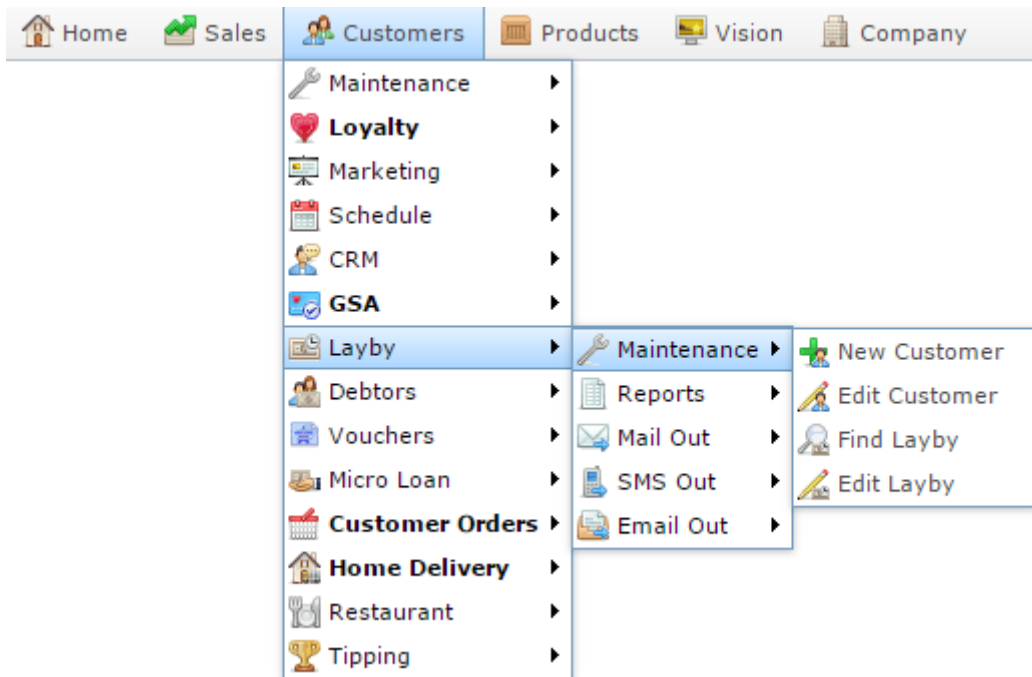 Home Sales Customers Products Vision Company
Maintenance
Loyalty
Marketing
Schedule
CRM
GSA
Layby
Debtors
Vouchers
Micro Loan
Customer Orders
Home Delivery
Restaurant
Tipping
Maintenance
Reports
Mail Out
SMS Out
Email Out
New Customer
Edit Customer
Find Layby
Edit Layby